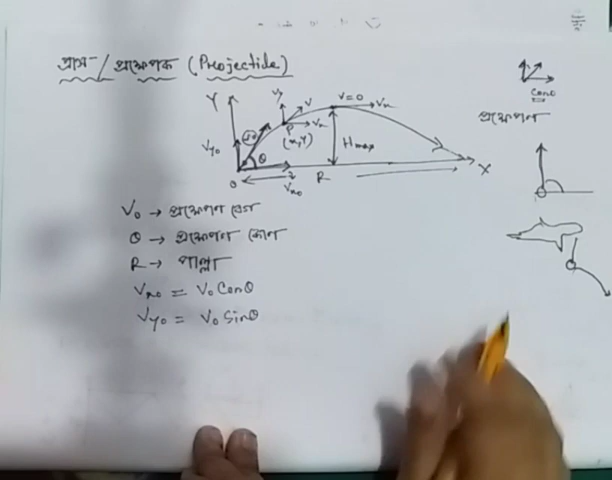 প্রাস / প্রক্ষেপক (Projectile)
Y
Vy
V
V=0
Vx
Vx
P
(x,y)
Hmax
Vy₀
V₀
θ
O
Vx₀
R
X
V₀ → প্রক্ষেপণ বেগ
θ → প্রক্ষেপণ কোণ
R → পাল্লা
Vx₀ = V₀ Cosθ
Vy₀ = V₀ Sinθ
Cosθ
প্রক্ষেপণ